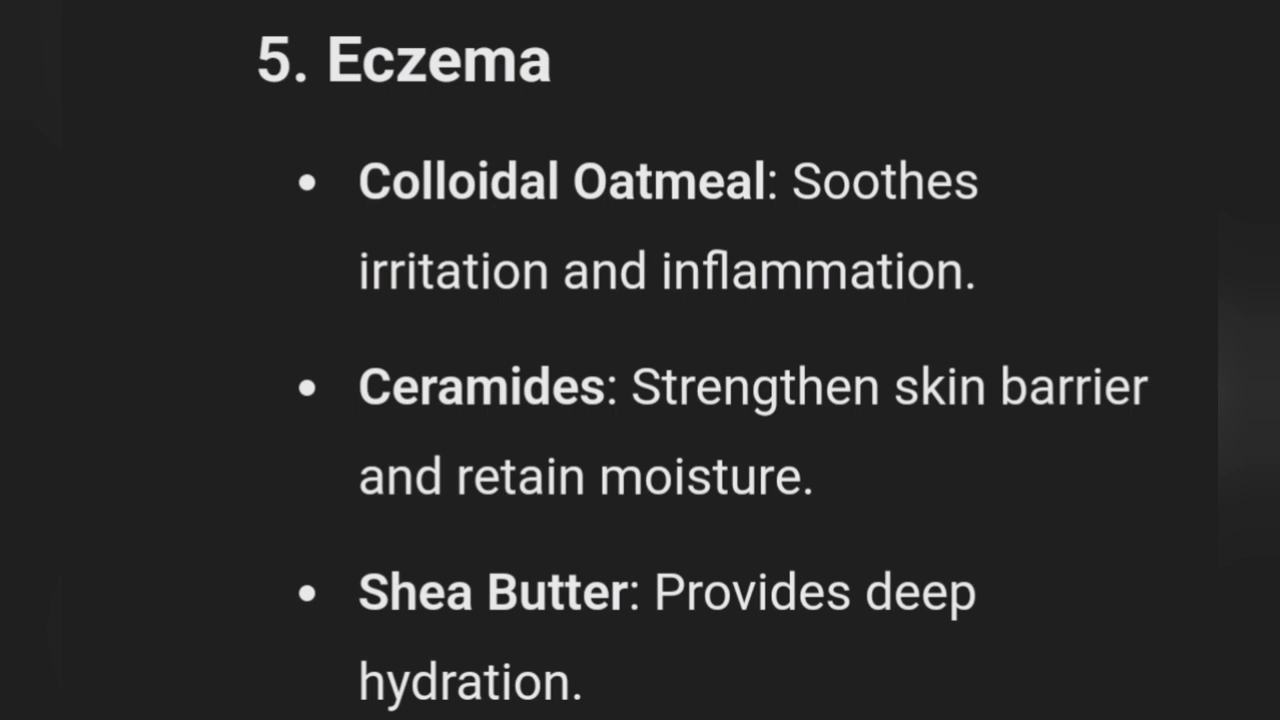 5. Eczema
• Colloidal Oatmeal: Soothes
irritation and inflammation.
• Ceramides: Strengthen skin barrier
and retain moisture.
• Shea Butter: Provides deep
hydration.